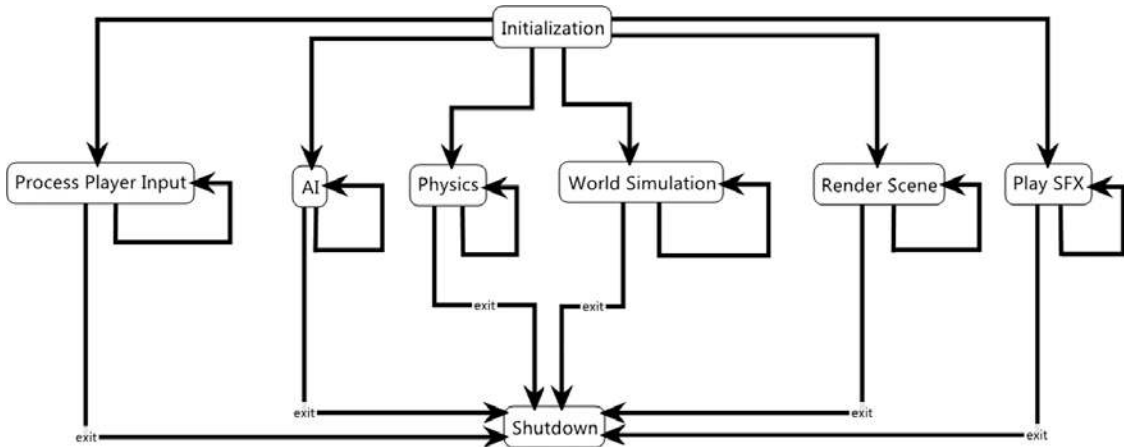 Initialization
Process Player Input
AI
Physics
World Simulation
Render Scene
Play SFX
exit
exit
exit
exit
exit
exit
Shutdown